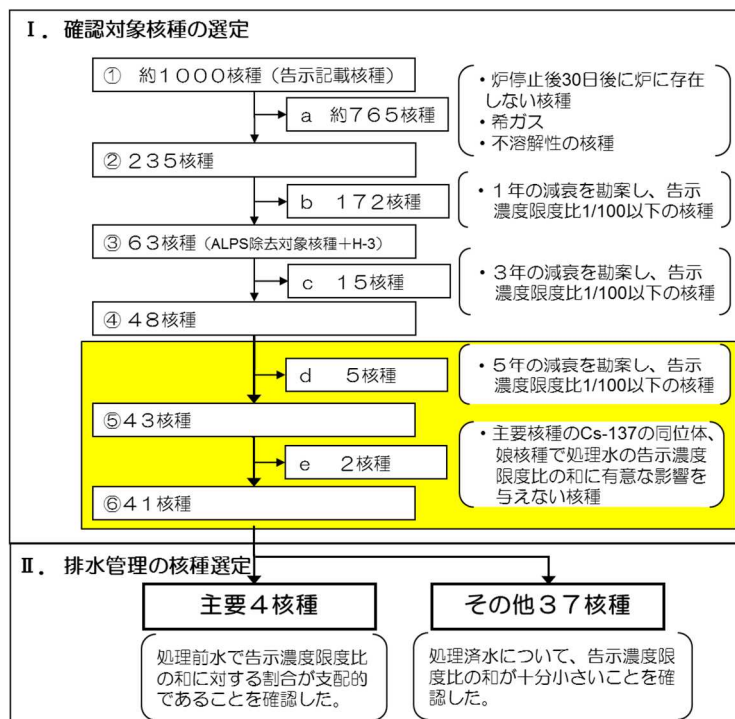 Ⅰ．確認対象核種の選定
① 約１０００核種（告示記載核種）
a 約７６５核種
・炉停止後30日後に炉に存在
しない核種
・希ガス
・不溶解性の核種
② ２３５核種
b １７２核種
・１年の減衰を勘案し、告示
濃度限度比1/100以下の核種
③ ６３核種（ALPS除去対象核種＋H-3）
c １５核種
・３年の減衰を勘案し、告示
濃度限度比1/100以下の核種
④ ４８核種
d ５核種
・５年の減衰を勘案し、告示
濃度限度比1/100以下の核種
⑤４３核種
e ２核種
・主要核種のCs-137の同位体、
娘核種で処理水の告示濃度
限度比の和に有意な影響を
与えない核種
⑥４１核種
Ⅱ．排水管理の核種選定
主要４核種
その他３７核種
処理前水で告示濃度限度比
の和に対する割合が支配的
であることを確認した。
処理済水について、告示濃度限
度比の和が十分小さいことを確
認した。